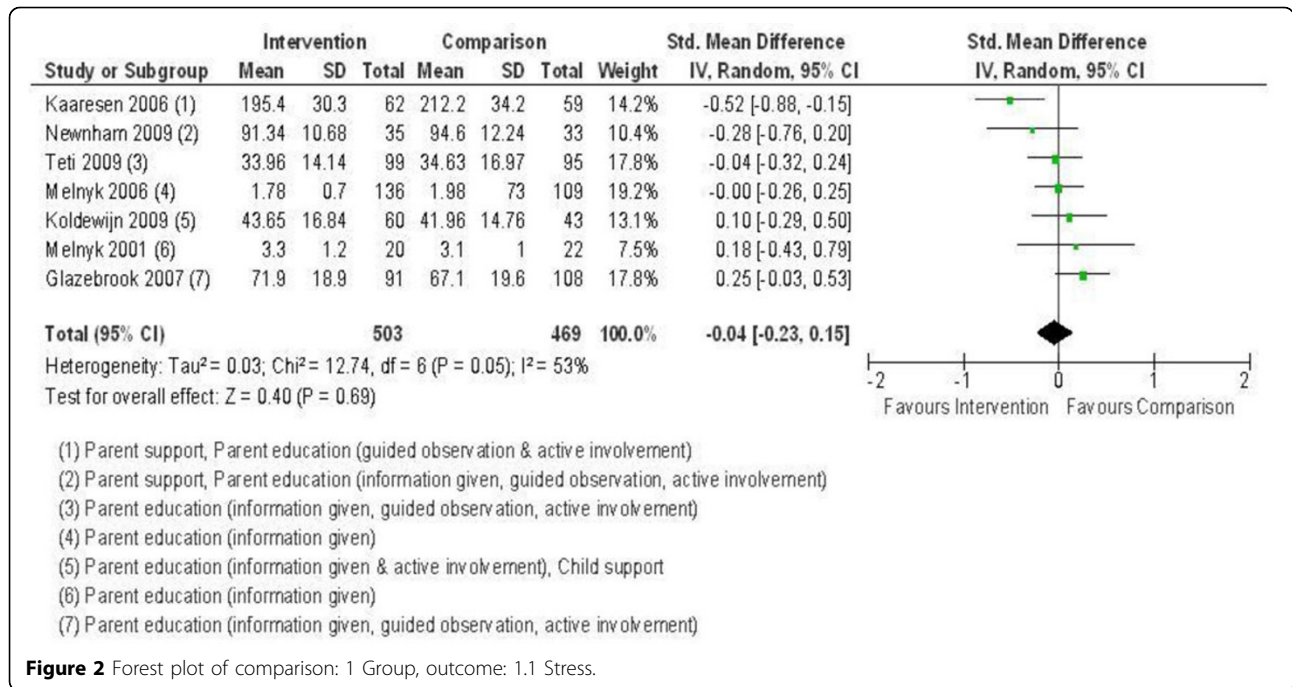 Intervention Comparison Std. Mean Difference Std. Mean Difference
Study or Subgroup Mean SD Total Mean SD Total Weight IV, Random, 95% CI IV, Random, 95% CI
Kaaresen 2006 (1) 195.4 30.3 62 212.2 34.2 59 14.2% -0.52 [-0.88, -0.15]
Newnham 2009 (2) 91.34 10.68 35 94.6 12.24 33 10.4% -0.28 [-0.76, 0.20]
Teti 2009 (3) 33.96 14.14 99 34.63 16.97 95 17.8% -0.04 [-0.32, 0.24]
Melnyk 2006 (4) 1.78 0.7 136 1.98 73 109 19.2% -0.00 [-0.26, 0.25]
Koldewijn 2009 (5) 43.65 16.84 60 41.96 14.76 43 13.1% 0.10 [-0.29, 0.50]
Melnyk 2001 (6) 3.3 1.2 20 3.1 1 22 7.5% 0.18 [-0.43, 0.79]
Glazebrook 2007 (7) 71.9 18.9 91 67.1 19.6 108 17.8% 0.25 [-0.03, 0.53]
Total (95% CI) 503 469 100.0% -0.04 [-0.23, 0.15]
Heterogeneity: Tau² = 0.03; Chi² = 12.74, df = 6 (P = 0.05); I² = 53%
Test for overall effect: Z = 0.40 (P = 0.69)
-2 -1 0 1 2
Favours Intervention Favours Comparison
(1) Parent support, Parent education (guided observation & active involvement)
(2) Parent support, Parent education (information given, guided observation, active involvement)
(3) Parent education (information given, guided observation, active involvement)
(4) Parent education (information given)
(5) Parent education (information given & active involvement), Child support
(6) Parent education (information given)
(7) Parent education (information given, guided observation, active involvement)
Figure 2 Forest plot of comparison: 1 Group, outcome: 1.1 Stress.